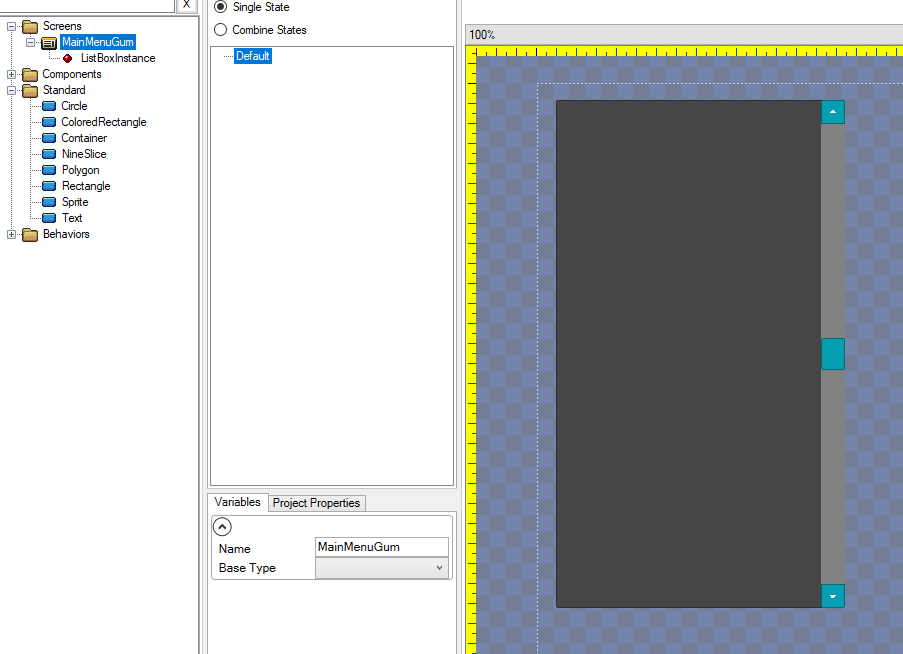 X
Screens
MainMenuGum
ListBoxInstance
Components
Standard
Circle
ColoredRectangle
Container
NineSlice
Polygon
Rectangle
Sprite
Text
Behaviors
Single State
Combine States
Default
Variables
Project Properties
Name
MainMenuGum
Base Type
100%